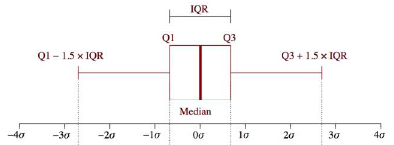 IQR
Q1 Q3
Q1 − 1.5 × IQR Q3 + 1.5 × IQR
Median
−4σ −3σ −2σ −1σ 0σ 1σ 2σ 3σ 4σ